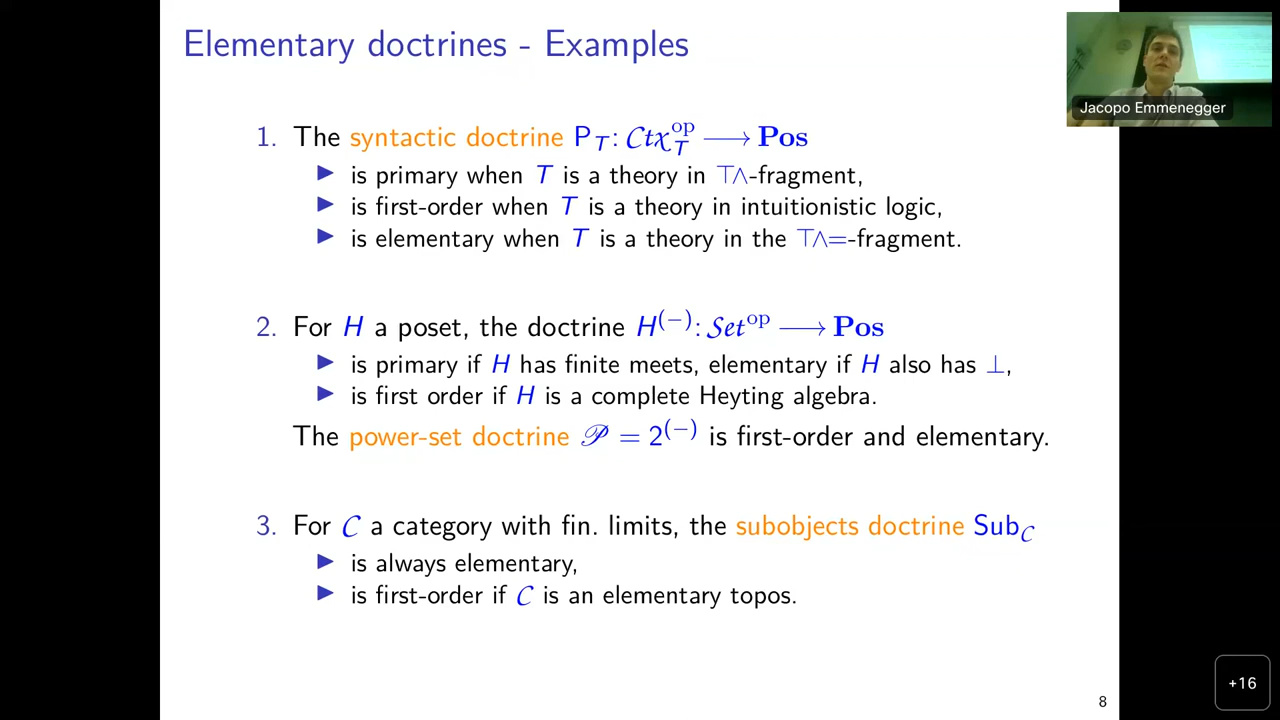 Elementary doctrines - Examples
Jacopo Emmenegger
1. The syntactic doctrine P_T : Ctx_T^op ⟶ Pos
▶ is primary when T is a theory in ⊤∧-fragment,
▶ is first-order when T is a theory in intuitionistic logic,
▶ is elementary when T is a theory in the ⊤∧=-fragment.
2. For H a poset, the doctrine H^(−) : Set^op ⟶ Pos
▶ is primary if H has finite meets, elementary if H also has ⊥,
▶ is first order if H is a complete Heyting algebra.
The power-set doctrine 𝒫 = 2^(−) is first-order and elementary.
3. For C a category with fin. limits, the subobjects doctrine Sub_C
▶ is always elementary,
▶ is first-order if C is an elementary topos.
+16
8